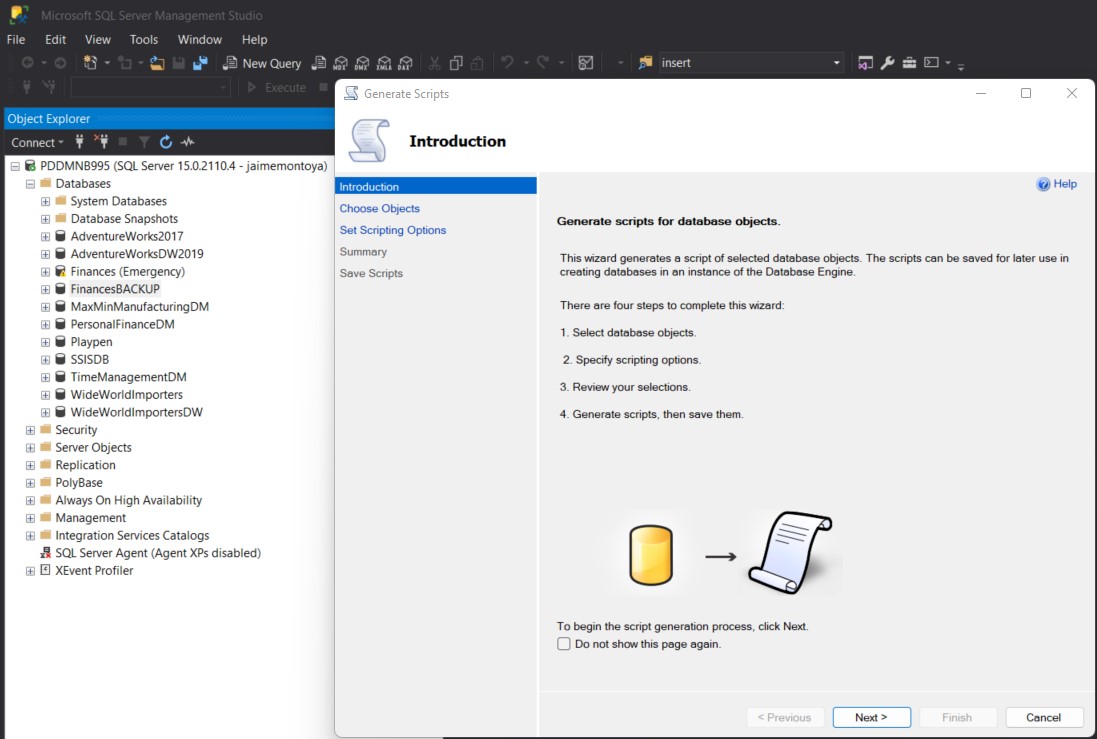 Microsoft SQL Server Management Studio
File Edit View Tools Window Help
New Query MDX DMX XMLA DAX insert
Execute
Generate Scripts
Introduction
Object Explorer
Connect
PDDMNB995 (SQL Server 15.0.2110.4 - jaimemontoya)
Databases
System Databases
Database Snapshots
AdventureWorks2017
AdventureWorksDW2019
Finances (Emergency)
FinancesBACKUP
MaxMinManufacturingDM
PersonalFinanceDM
Playpen
SSISDB
TimeManagementDM
WideWorldImporters
WideWorldImportersDW
Security
Server Objects
Replication
PolyBase
Always On High Availability
Management
Integration Services Catalogs
SQL Server Agent (Agent XPs disabled)
XEvent Profiler
Introduction
Choose Objects
Set Scripting Options
Summary
Save Scripts
Help
Generate scripts for database objects.
This wizard generates a script of selected database objects. The scripts can be saved for later use in
creating databases in an instance of the Database Engine.
There are four steps to complete this wizard:
1. Select database objects.
2. Specify scripting options.
3. Review your selections.
4. Generate scripts, then save them.
To begin the script generation process, click Next.
Do not show this page again.
< Previous Next > Finish Cancel